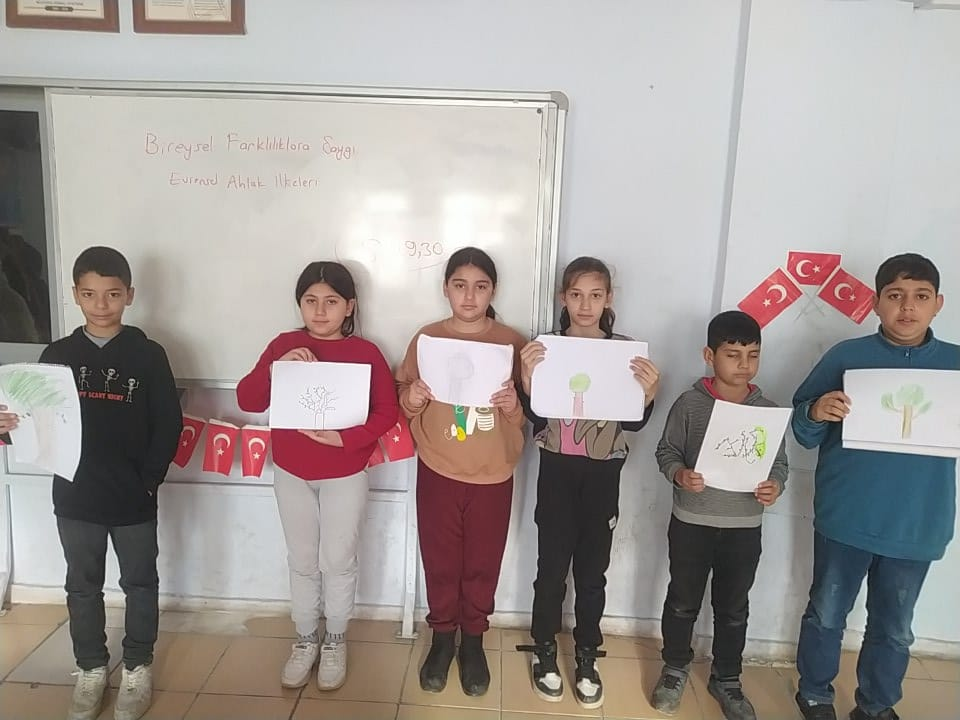 Bireysel Farklılıklara Saygı
Evrensel Ahlak İlkeleri
9,30